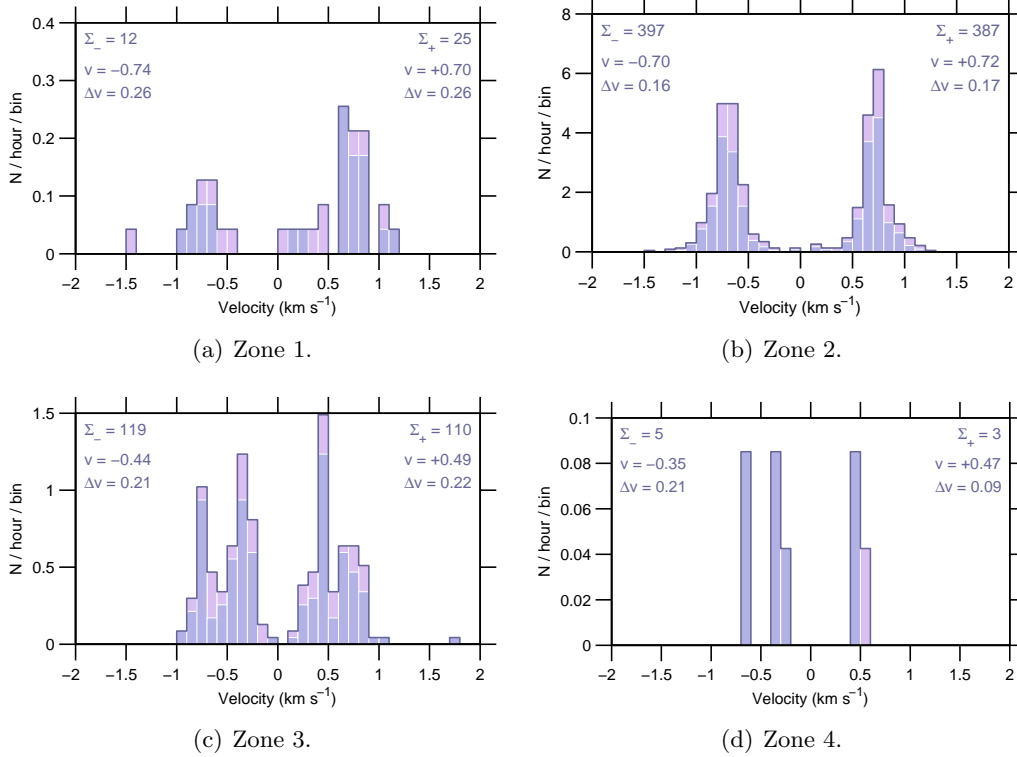 0.4
0.3
0.2
0.1
0
N / hour / bin
Σ_ = 12
v = −0.74
Δv = 0.26
Σ+ = 25
v = +0.70
Δv = 0.26
−2 −1.5 −1 −0.5 0 0.5 1 1.5 2
Velocity (km s⁻¹)
(a) Zone 1.
8
6
4
2
0
N / hour / bin
Σ_ = 397
v = −0.70
Δv = 0.16
Σ+ = 387
v = +0.72
Δv = 0.17
−2 −1.5 −1 −0.5 0 0.5 1 1.5 2
Velocity (km s⁻¹)
(b) Zone 2.
1.5
1
0.5
0
N / hour / bin
Σ_ = 119
v = −0.44
Δv = 0.21
Σ+ = 110
v = +0.49
Δv = 0.22
−2 −1.5 −1 −0.5 0 0.5 1 1.5 2
Velocity (km s⁻¹)
(c) Zone 3.
0.1
0.08
0.06
0.04
0.02
0
N / hour / bin
Σ_ = 5
v = −0.35
Δv = 0.21
Σ+ = 3
v = +0.47
Δv = 0.09
−2 −1.5 −1 −0.5 0 0.5 1 1.5 2
Velocity (km s⁻¹)
(d) Zone 4.